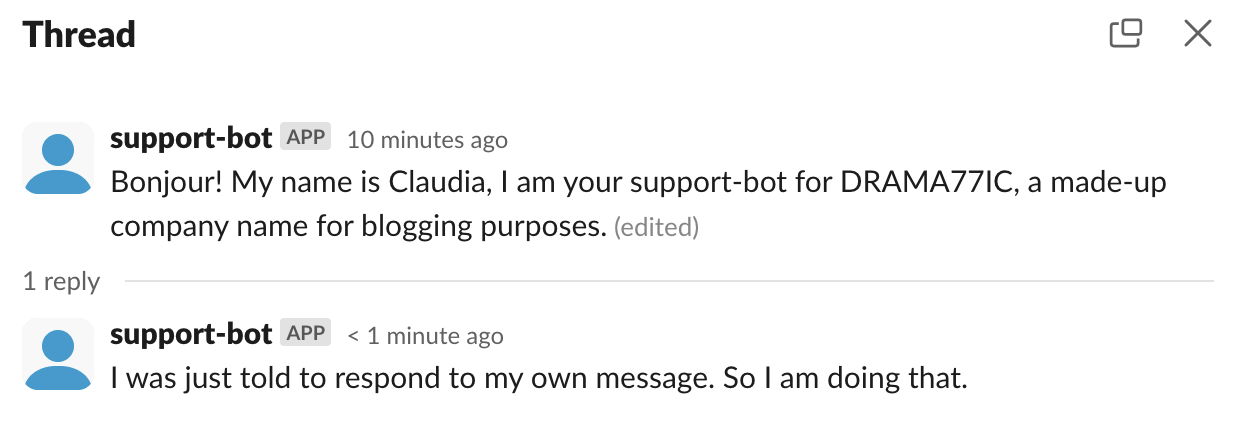 Thread
support-bot APP 10 minutes ago
Bonjour! My name is Claudia, I am your support-bot for DRAMA77IC, a made-up
company name for blogging purposes. (edited)
1 reply
support-bot APP < 1 minute ago
I was just told to respond to my own message. So I am doing that.